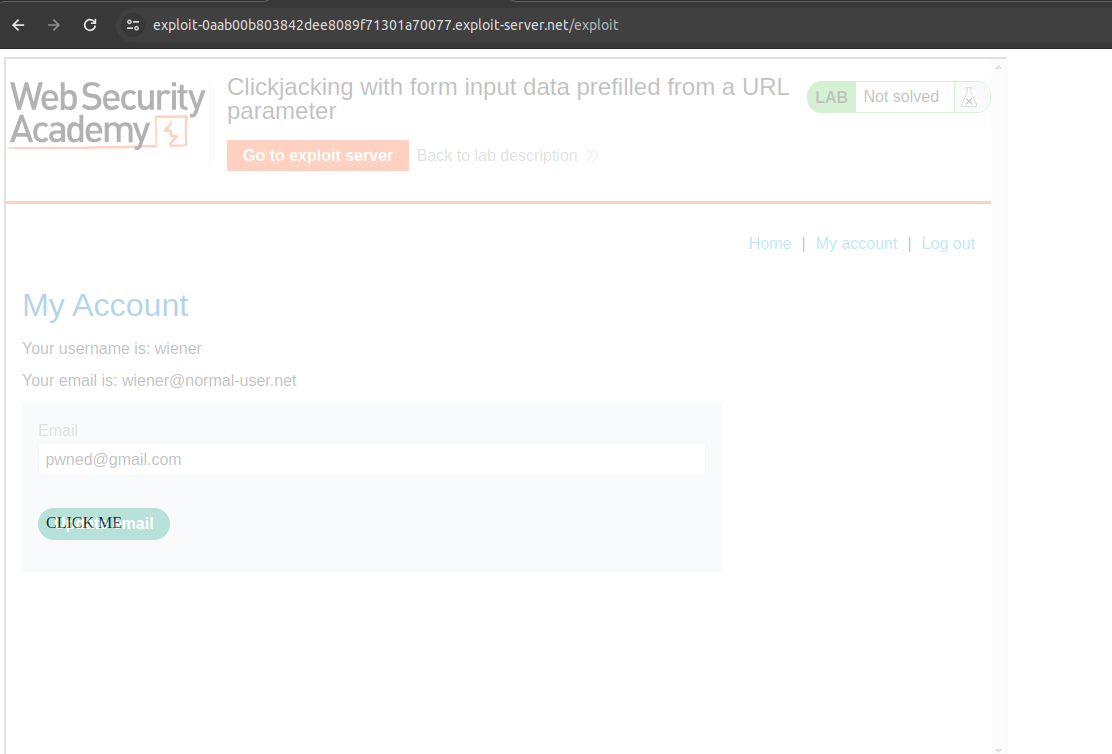 exploit-0aab00b803842dee8089f71301a70077.exploit-server.net/exploit
Web Security
Academy
Clickjacking with form input data prefilled from a URL
parameter
LAB Not solved
Go to exploit server Back to lab description
Home | My account | Log out
My Account
Your username is: wiener
Your email is: wiener@normal-user.net
Email
pwned@gmail.com
CLICK ME